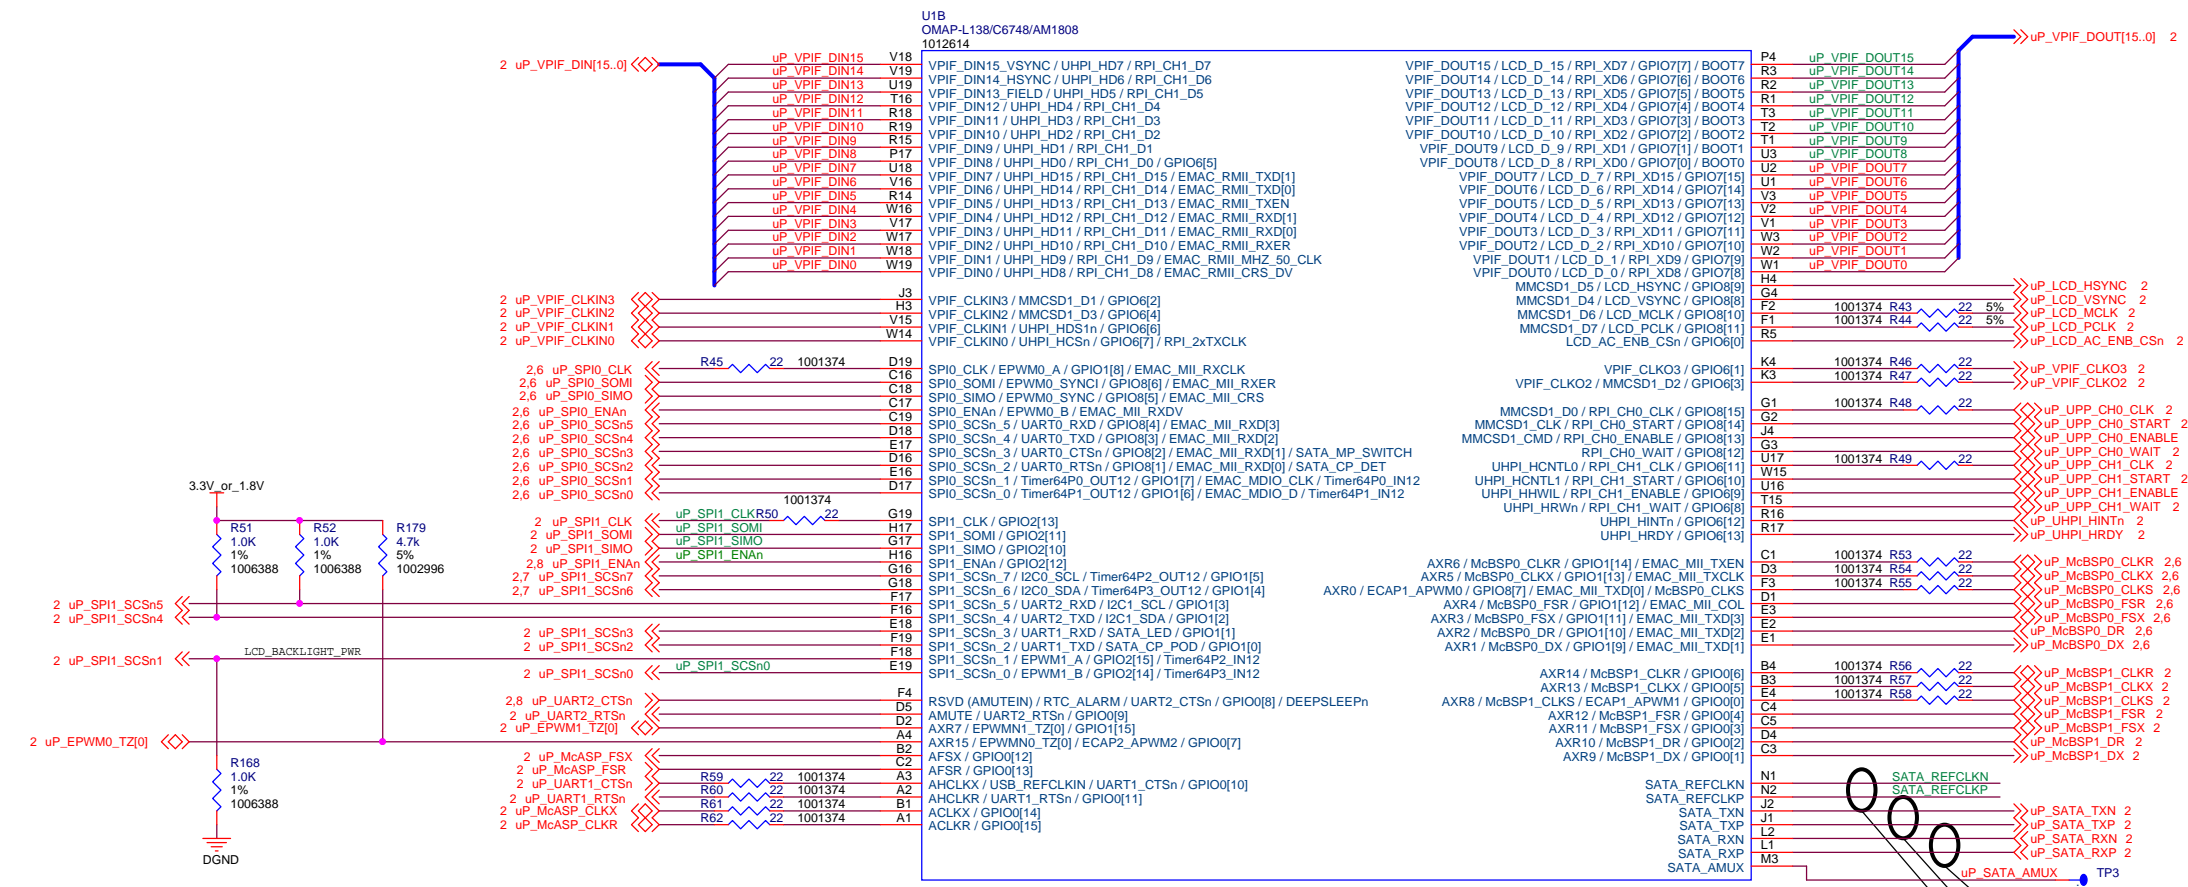 U1B
OMAP-L138/C6748/AM1808
1012614
2 uP_VPIF_DIN[15..0]
uP_VPIF_DIN15 V18 VPIF_DIN15_VSYNC / UHPI_HD7 / RPI_CH1_D7
uP_VPIF_DIN14 V19 VPIF_DIN14_HSYNC / UHPI_HD6 / RPI_CH1_D6
uP_VPIF_DIN13 U19 VPIF_DIN13_FIELD / UHPI_HD5 / RPI_CH1_D5
uP_VPIF_DIN12 T16 VPIF_DIN12 / UHPI_HD4 / RPI_CH1_D4
uP_VPIF_DIN11 R18 VPIF_DIN11 / UHPI_HD3 / RPI_CH1_D3
uP_VPIF_DIN10 R19 VPIF_DIN10 / UHPI_HD2 / RPI_CH1_D2
uP_VPIF_DIN9 R15 VPIF_DIN9 / UHPI_HD1 / RPI_CH1_D1
uP_VPIF_DIN8 P17 VPIF_DIN8 / UHPI_HD0 / RPI_CH1_D0 / GPIO6[5]
uP_VPIF_DIN7 U18 VPIF_DIN7 / UHPI_HD15 / RPI_CH1_D15 / EMAC_RMII_TXD[1]
uP_VPIF_DIN6 V16 VPIF_DIN6 / UHPI_HD14 / RPI_CH1_D14 / EMAC_RMII_TXD[0]
uP_VPIF_DIN5 R14 VPIF_DIN5 / UHPI_HD13 / RPI_CH1_D13 / EMAC_RMII_TXEN
uP_VPIF_DIN4 W16 VPIF_DIN4 / UHPI_HD12 / RPI_CH1_D12 / EMAC_RMII_RXD[1]
uP_VPIF_DIN3 V17 VPIF_DIN3 / UHPI_HD11 / RPI_CH1_D11 / EMAC_RMII_RXD[0]
uP_VPIF_DIN2 W17 VPIF_DIN2 / UHPI_HD10 / RPI_CH1_D10 / EMAC_RMII_RXER
uP_VPIF_DIN1 W18 VPIF_DIN1 / UHPI_HD9 / RPI_CH1_D9 / EMAC_RMII_MHZ_50_CLK
uP_VPIF_DIN0 W19 VPIF_DIN0 / UHPI_HD8 / RPI_CH1_D8 / EMAC_RMII_CRS_DV
2 uP_VPIF_CLKIN3 J3 VPIF_CLKIN3 / MMCSD1_D1 / GPIO6[2]
2 uP_VPIF_CLKIN2 H3 VPIF_CLKIN2 / MMCSD1_D3 / GPIO6[4]
2 uP_VPIF_CLKIN1 V15 VPIF_CLKIN1 / UHPI_HDS1n / GPIO6[6]
2 uP_VPIF_CLKIN0 W14 VPIF_CLKIN0 / UHPI_HCSn / GPIO6[7] / RPI_2xTXCLK
2,6 uP_SPI0_CLK R45 22 1001374 D19 SPI0_CLK / EPWM0_A / GPIO1[8] / EMAC_MII_RXCLK
2,6 uP_SPI0_SOMI C16 SPI0_SOMI / EPWM0_SYNCI / GPIO8[6] / EMAC_MII_RXER
2,6 uP_SPI0_SIMO C18 SPI0_SIMO / EPWM0_SYNC / GPIO8[5] / EMAC_MII_CRS
2,6 uP_SPI0_ENAn C17 SPI0_ENAn / EPWM0_B / EMAC_MII_RXDV
2,6 uP_SPI0_SCSn5 C19 SPI0_SCSn_5 / UART0_RXD / GPIO8[4] / EMAC_MII_RXD[3]
2,6 uP_SPI0_SCSn4 D18 SPI0_SCSn_4 / UART0_TXD / GPIO8[3] / EMAC_MII_RXD[2]
2,6 uP_SPI0_SCSn3 E17 SPI0_SCSn_3 / UART0_CTSn / GPIO8[2] / EMAC_MII_RXD[1] / SATA_MP_SWITCH
2,6 uP_SPI0_SCSn2 D16 SPI0_SCSn_2 / UART0_RTSn / GPIO8[1] / EMAC_MII_RXD[0] / SATA_CP_DET
2,6 uP_SPI0_SCSn1 E16 SPI0_SCSn_1 / Timer64P0_OUT12 / GPIO1[7] / EMAC_MDIO_CLK / Timer64P0_IN12
2,6 uP_SPI0_SCSn0 D17 SPI0_SCSn_0 / Timer64P1_OUT12 / GPIO1[6] / EMAC_MDIO_D / Timer64P1_IN12
1001374
2 uP_SPI1_CLK uP_SPI1_CLK R50 22 G19 SPI1_CLK / GPIO2[13]
2 uP_SPI1_SOMI uP_SPI1_SOMI H17 SPI1_SOMI / GPIO2[11]
2 uP_SPI1_SIMO uP_SPI1_SIMO G17 SPI1_SIMO / GPIO2[10]
2,8 uP_SPI1_ENAn uP_SPI1_ENAn H16 SPI1_ENAn / GPIO2[12]
2,7 uP_SPI1_SCSn7 G16 SPI1_SCSn_7 / I2C0_SCL / Timer64P2_OUT12 / GPIO1[5]
2,7 uP_SPI1_SCSn6 G18 SPI1_SCSn_6 / I2C0_SDA / Timer64P3_OUT12 / GPIO1[4]
2 uP_SPI1_SCSn5 F17 SPI1_SCSn_5 / UART2_RXD / I2C1_SCL / GPIO1[3]
2 uP_SPI1_SCSn4 F16 SPI1_SCSn_4 / UART2_TXD / I2C1_SDA / GPIO1[2]
2 uP_SPI1_SCSn3 E18 SPI1_SCSn_3 / UART1_RXD / SATA_LED / GPIO1[1]
2 uP_SPI1_SCSn2 F19 SPI1_SCSn_2 / UART1_TXD / SATA_CP_POD / GPIO1[0]
2 uP_SPI1_SCSn1 LCD_BACKLIGHT_PWR F18 SPI1_SCSn_1 / EPWM1_A / GPIO2[15] / Timer64P2_IN12
2 uP_SPI1_SCSn0 uP_SPI1_SCSn0 E19 SPI1_SCSn_0 / EPWM1_B / GPIO2[14] / Timer64P3_IN12
2,8 uP_UART2_CTSn F4 RSVD (AMUTEIN) / RTC_ALARM / UART2_CTSn / GPIO0[8] / DEEPSLEEPn
2 uP_UART2_RTSn D5 AMUTE / UART2_RTSn / GPIO0[9]
2 uP_EPWM1_TZ[0] D2 AXR7 / EPWMN1_TZ[0] / GPIO1[15]
2 uP_EPWM0_TZ[0] A4 AXR15 / EPWMN0_TZ[0] / ECAP2_APWM2 / GPIO0[7]
2 uP_McASP_FSX B2 AFSX / GPIO0[12]
2 uP_McASP_FSR C2 AFSR / GPIO0[13]
2 uP_UART1_CTSn R59 22 1001374 A3 AHCLKX / USB_REFCLKIN / UART1_CTSn / GPIO0[10]
2 uP_UART1_RTSn R60 22 1001374 A2 AHCLKR / UART1_RTSn / GPIO0[11]
2 uP_McASP_CLKX R61 22 1001374 B1 ACLKX / GPIO0[14]
2 uP_McASP_CLKR R62 22 1001374 A1 ACLKR / GPIO0[15]
3.3V_or_1.8V
R51 R52 R179
1.0K 1.0K 4.7k
1% 1% 5%
1006388 1006388 1002996
R168
1.0K
1%
1006388
DGND
uP_VPIF_DOUT[15..0] 2
VPIF_DOUT15 / LCD_D_15 / RPI_XD7 / GPIO7[7] / BOOT7 P4 uP_VPIF_DOUT15
VPIF_DOUT14 / LCD_D_14 / RPI_XD6 / GPIO7[6] / BOOT6 R3 uP_VPIF_DOUT14
VPIF_DOUT13 / LCD_D_13 / RPI_XD5 / GPIO7[5] / BOOT5 R2 uP_VPIF_DOUT13
VPIF_DOUT12 / LCD_D_12 / RPI_XD4 / GPIO7[4] / BOOT4 R1 uP_VPIF_DOUT12
VPIF_DOUT11 / LCD_D_11 / RPI_XD3 / GPIO7[3] / BOOT3 T3 uP_VPIF_DOUT11
VPIF_DOUT10 / LCD_D_10 / RPI_XD2 / GPIO7[2] / BOOT2 T2 uP_VPIF_DOUT10
VPIF_DOUT9 / LCD_D_9 / RPI_XD1 / GPIO7[1] / BOOT1 T1 uP_VPIF_DOUT9
VPIF_DOUT8 / LCD_D_8 / RPI_XD0 / GPIO7[0] / BOOT0 U3 uP_VPIF_DOUT8
VPIF_DOUT7 / LCD_D_7 / RPI_XD15 / GPIO7[15] U2 uP_VPIF_DOUT7
VPIF_DOUT6 / LCD_D_6 / RPI_XD14 / GPIO7[14] U1 uP_VPIF_DOUT6
VPIF_DOUT5 / LCD_D_5 / RPI_XD13 / GPIO7[13] V3 uP_VPIF_DOUT5
VPIF_DOUT4 / LCD_D_4 / RPI_XD12 / GPIO7[12] V2 uP_VPIF_DOUT4
VPIF_DOUT3 / LCD_D_3 / RPI_XD11 / GPIO7[11] V1 uP_VPIF_DOUT3
VPIF_DOUT2 / LCD_D_2 / RPI_XD10 / GPIO7[10] W3 uP_VPIF_DOUT2
VPIF_DOUT1 / LCD_D_1 / RPI_XD9 / GPIO7[9] W2 uP_VPIF_DOUT1
VPIF_DOUT0 / LCD_D_0 / RPI_XD8 / GPIO7[8] W1 uP_VPIF_DOUT0
MMCSD1_D5 / LCD_HSYNC / GPIO8[9] H4 uP_LCD_HSYNC 2
MMCSD1_D4 / LCD_VSYNC / GPIO8[8] G4 uP_LCD_VSYNC 2
MMCSD1_D6 / LCD_MCLK / GPIO8[10] F2 1001374 R43 22 5% uP_LCD_MCLK 2
MMCSD1_D7 / LCD_PCLK / GPIO8[11] F1 1001374 R44 22 5% uP_LCD_PCLK 2
LCD_AC_ENB_CSn / GPIO6[0] R5 uP_LCD_AC_ENB_CSn 2
VPIF_CLKO3 / GPIO6[1] K4 1001374 R46 22 uP_VPIF_CLKO3 2
VPIF_CLKO2 / MMCSD1_D2 / GPIO6[3] K3 1001374 R47 22 uP_VPIF_CLKO2 2
MMCSD1_D0 / RPI_CH0_CLK / GPIO8[15] G1 1001374 R48 22 uP_UPP_CH0_CLK 2
MMCSD1_CLK / RPI_CH0_START / GPIO8[14] G2 uP_UPP_CH0_START 2
MMCSD1_CMD / RPI_CH0_ENABLE / GPIO8[13] J4 uP_UPP_CH0_ENABLE
RPI_CH0_WAIT / GPIO8[12] G3 uP_UPP_CH0_WAIT 2
UHPI_HCNTL0 / RPI_CH1_CLK / GPIO6[11] U17 1001374 R49 22 uP_UPP_CH1_CLK 2
UHPI_HCNTL1 / RPI_CH1_START / GPIO6[10] W15 uP_UPP_CH1_START 2
UHPI_HHWIL / RPI_CH1_ENABLE / GPIO6[9] U16 uP_UPP_CH1_ENABLE
UHPI_HRWn / RPI_CH1_WAIT / GPIO6[8] T15 uP_UPP_CH1_WAIT 2
UHPI_HINTn / GPIO6[12] R16 uP_UHPI_HINTn 2
UHPI_HRDY / GPIO6[13] R17 uP_UHPI_HRDY 2
AXR6 / McBSP0_CLKR / GPIO1[14] / EMAC_MII_TXEN C1 1001374 R53 22 uP_McBSP0_CLKR 2,6
AXR5 / McBSP0_CLKX / GPIO1[13] / EMAC_MII_TXCLK D3 1001374 R54 22 uP_McBSP0_CLKX 2,6
AXR0 / ECAP1_APWM0 / GPIO8[7] / EMAC_MII_TXD[0] / McBSP0_CLKS F3 1001374 R55 22 uP_McBSP0_CLKS 2,6
AXR4 / McBSP0_FSR / GPIO1[12] / EMAC_MII_COL D1 uP_McBSP0_FSR 2,6
AXR3 / McBSP0_FSX / GPIO1[11] / EMAC_MII_TXD[3] E3 uP_McBSP0_FSX 2,6
AXR2 / McBSP0_DR / GPIO1[10] / EMAC_MII_TXD[2] E2 uP_McBSP0_DR 2,6
AXR1 / McBSP0_DX / GPIO1[9] / EMAC_MII_TXD[1] E1 uP_McBSP0_DX 2,6
AXR14 / McBSP1_CLKR / GPIO0[6] B4 1001374 R56 22 uP_McBSP1_CLKR 2
AXR13 / McBSP1_CLKX / GPIO0[5] B3 1001374 R57 22 uP_McBSP1_CLKX 2
AXR8 / McBSP1_CLKS / ECAP1_APWM1 / GPIO0[0] E4 1001374 R58 22 uP_McBSP1_CLKS 2
AXR12 / McBSP1_FSR / GPIO0[4] C4 uP_McBSP1_FSR 2
AXR11 / McBSP1_FSX / GPIO0[3] C5 uP_McBSP1_FSX 2
AXR10 / McBSP1_DR / GPIO0[2] D4 uP_McBSP1_DR 2
AXR9 / McBSP1_DX / GPIO0[1] C3 uP_McBSP1_DX 2
SATA_REFCLKN N1 SATA_REFCLKN
SATA_REFCLKP N2 SATA_REFCLKP
SATA_TXN J2 uP_SATA_TXN 2
SATA_TXP J1 uP_SATA_TXP 2
SATA_RXN L2 uP_SATA_RXN 2
SATA_RXP L1 uP_SATA_RXP 2
SATA_AMUX M3 uP_SATA_AMUX TP3